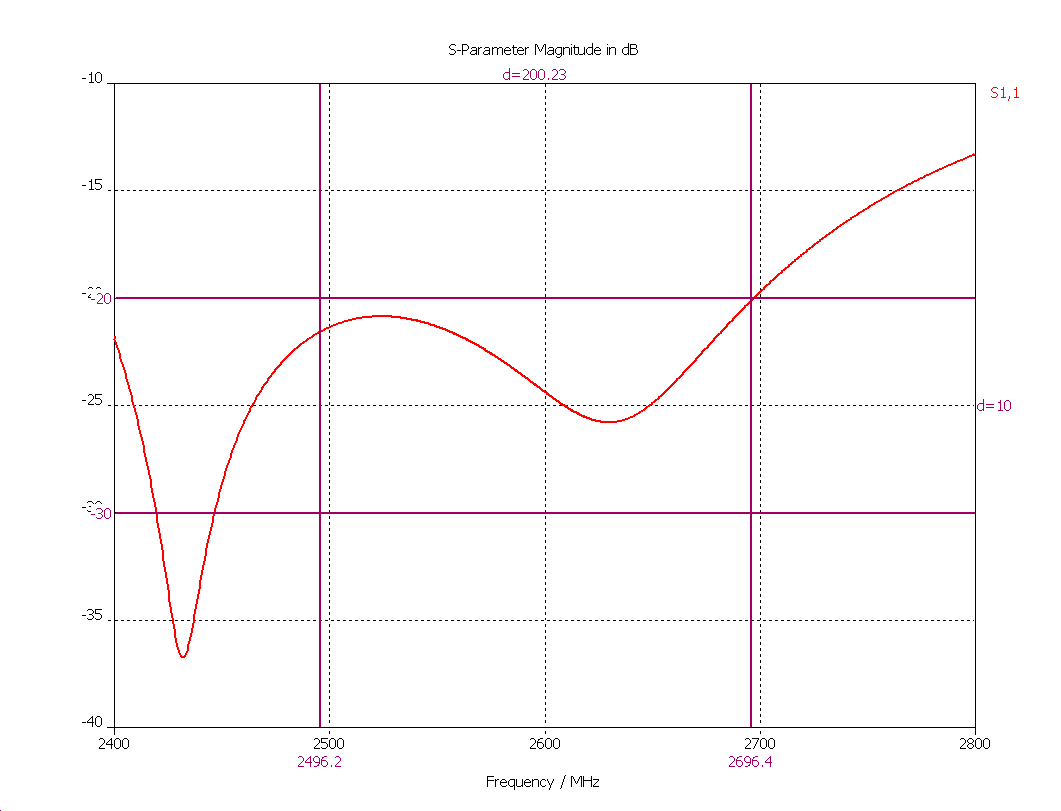 S-Parameter Magnitude in dB
d=200.23
S1,1
-10
-15
-20
-25
d=10
-30
-35
-40
2400 2500 2600 2700 2800
2496.2 2696.4
Frequency / MHz